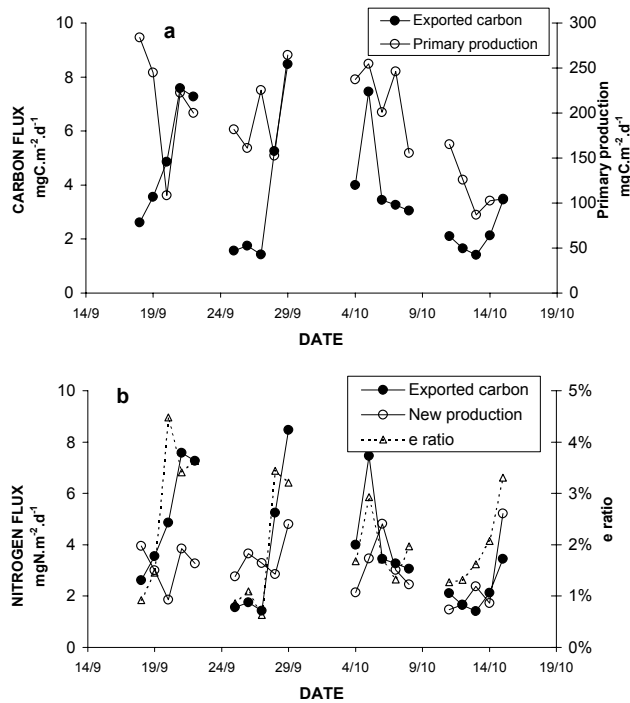 a
Exported carbon
Primary production
10
8
6
4
2
0
CARBON FLUX
mgC.m-2.d-1
300
250
200
150
100
50
0
Primary production
mgC.m-2.d-1
14/9 19/9 24/9 29/9 4/10 9/10 14/10 19/10
DATE
b
Exported carbon
New production
e ratio
10
8
6
4
2
0
NITROGEN FLUX
mgN.m-2.d-1
5%
4%
3%
2%
1%
0%
e ratio
14/9 19/9 24/9 29/9 4/10 9/10 14/10 19/10
DATE